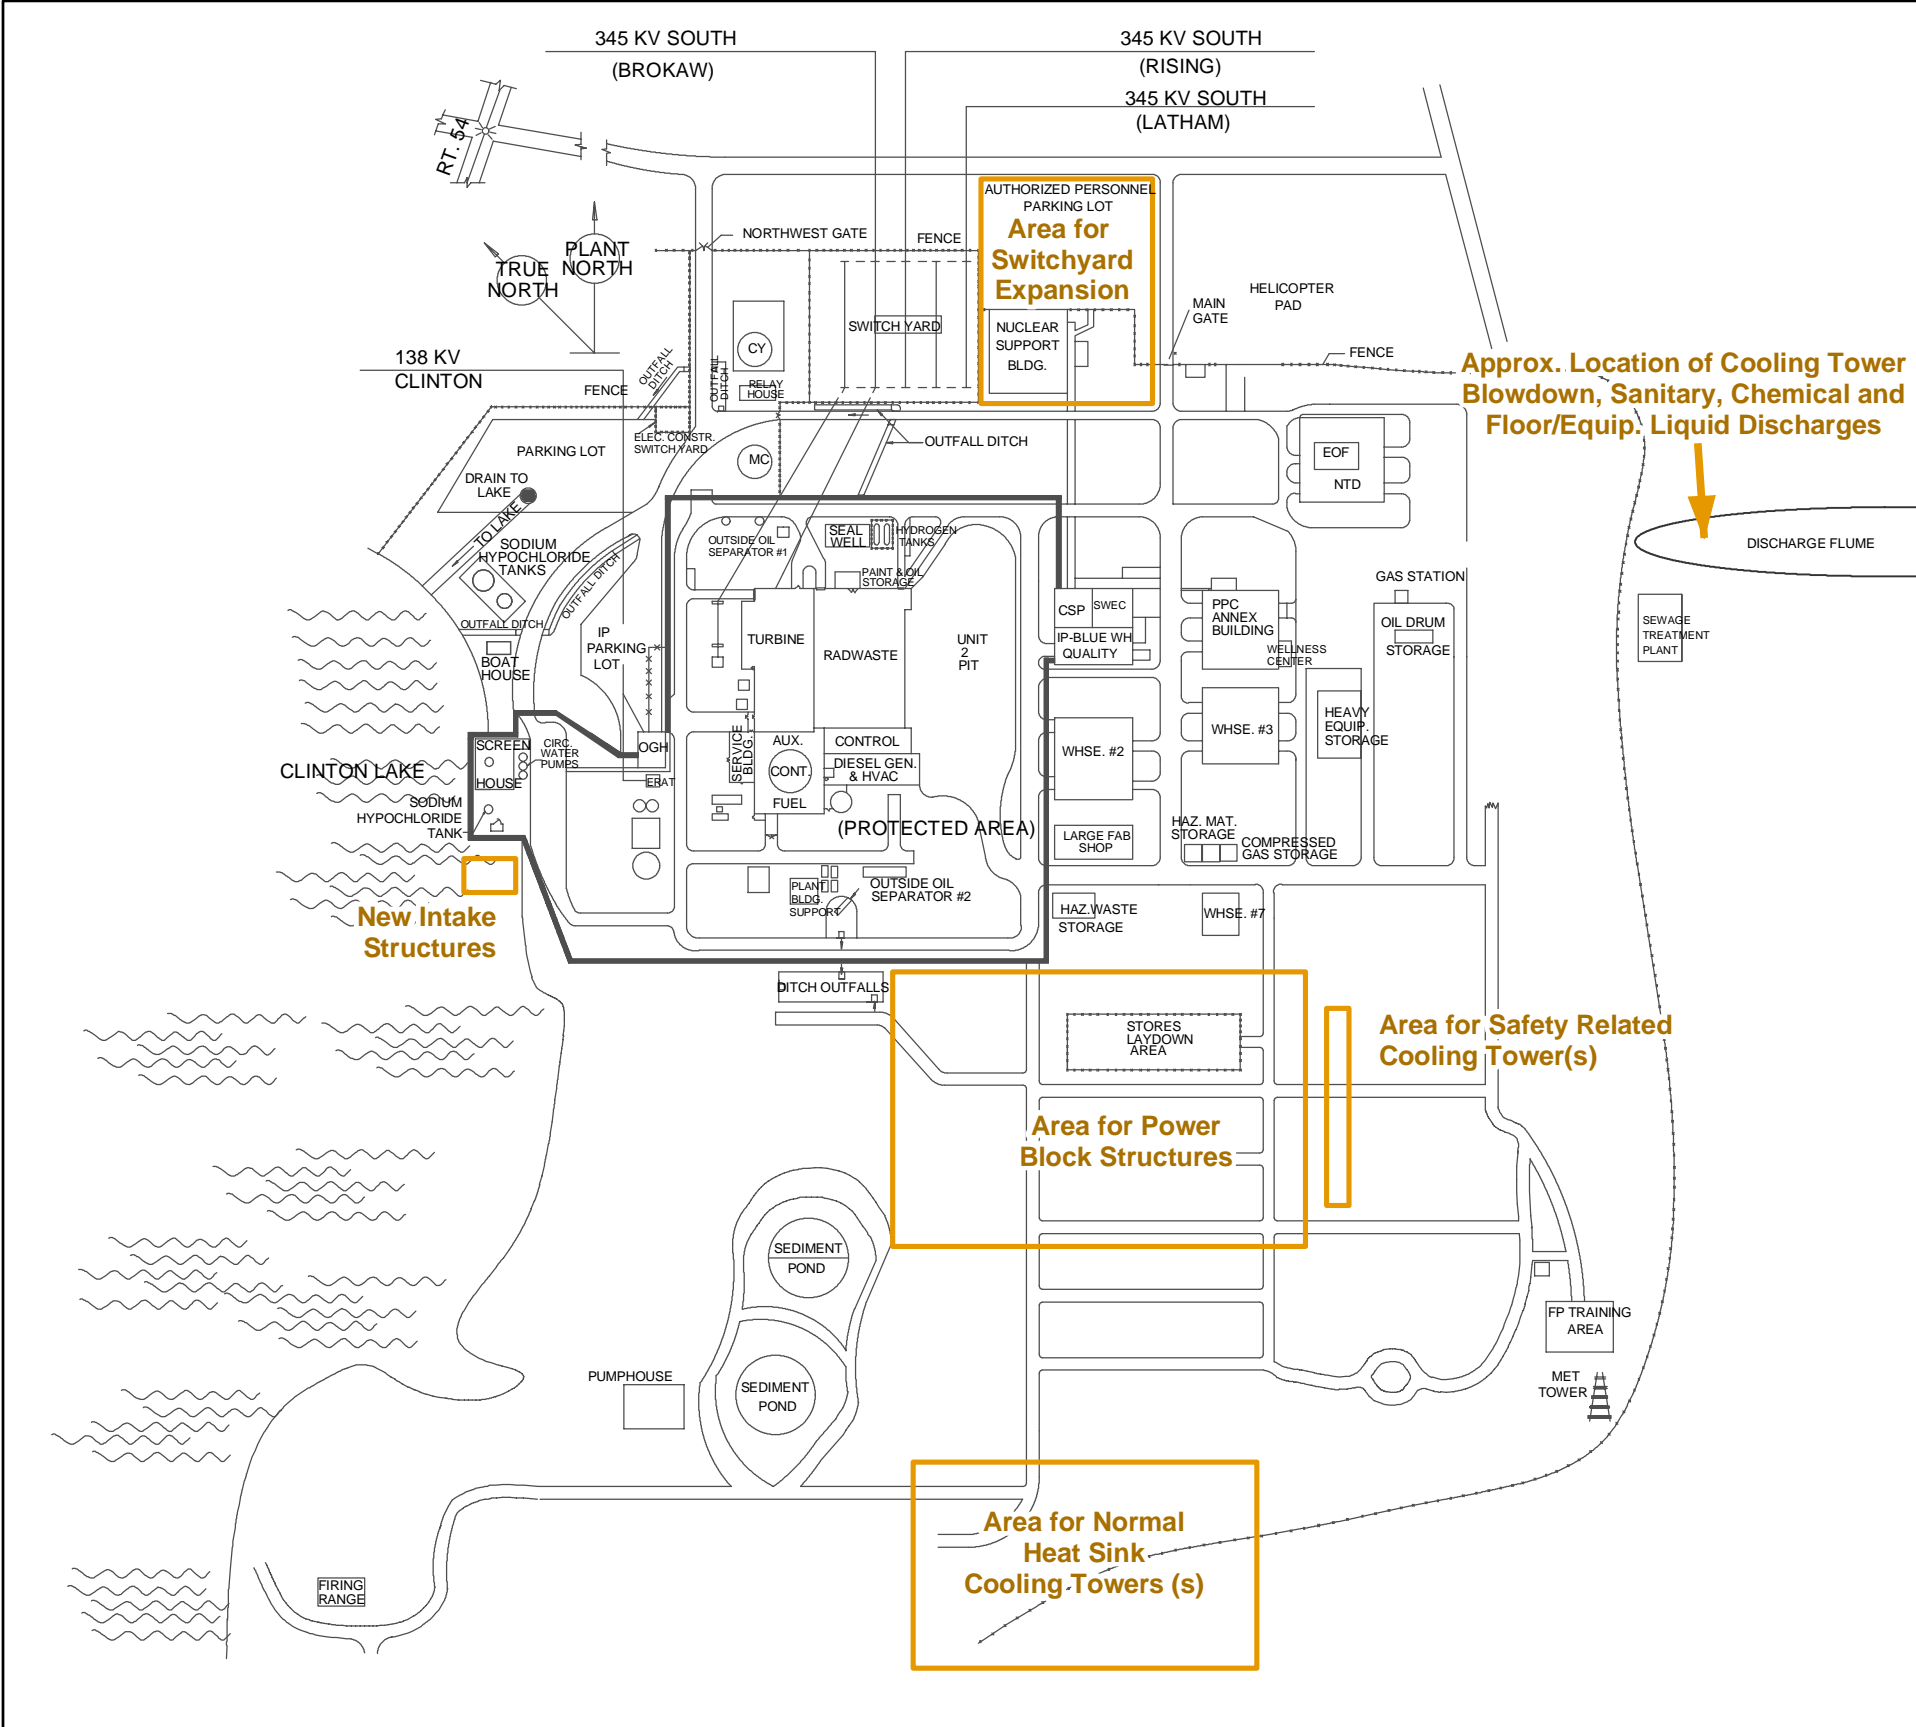 345 KV SOUTH
(BROKAW)
345 KV SOUTH
(RISING)
345 KV SOUTH
(LATHAM)
RT. 54
PLANT
NORTH
TRUE
NORTH
138 KV
CLINTON
NORTHWEST GATE
FENCE
AUTHORIZED PERSONNEL
PARKING LOT
Area for
Switchyard
Expansion
HELICOPTER
PAD
MAIN
GATE
FENCE
SWITCH YARD
NUCLEAR
SUPPORT
BLDG.
CY
RELAY
HOUSE
OUTFALL
DITCH
OUTFALL
DITCH
FENCE
Approx. Location of Cooling Tower
Blowdown, Sanitary, Chemical and
Floor/Equip. Liquid Discharges
ELEC. CONSTR.
SWITCH YARD
OUTFALL DITCH
MC
PARKING LOT
DRAIN TO
LAKE
TO LAKE
EOF
NTD
DISCHARGE FLUME
SODIUM
HYPOCHLORIDE
TANKS
OUTFALL DITCH
OUTFALL DITCH
OUTSIDE OIL
SEPARATOR #1
SEAL
WELL
HYDROGEN
TANKS
PAINT & OIL
STORAGE
BOAT
HOUSE
IP
PARKING
LOT
TURBINE
RADWASTE
UNIT
2
PIT
CSP
SWEC
IP-BLUE WH
QUALITY
PPC
ANNEX
BUILDING
WELLNESS
CENTER
GAS STATION
OIL DRUM
STORAGE
SEWAGE
TREATMENT
PLANT
CLINTON LAKE
SCREEN
HOUSE
CIRC.
WATER
PUMPS
OGH
ERAT
SERVICE
BLDG.
AUX.
CONT.
FUEL
CONTROL
DIESEL GEN.
& HVAC
WHSE. #2
WHSE. #3
HEAVY
EQUIP.
STORAGE
SODIUM
HYPOCHLORIDE
TANK
(PROTECTED AREA)
LARGE FAB
SHOP
HAZ. MAT.
STORAGE
COMPRESSED
GAS STORAGE
New Intake
Structures
PLANT
BLDG.
SUPPORT
OUTSIDE OIL
SEPARATOR #2
HAZ.WASTE
STORAGE
WHSE. #7
DITCH OUTFALLS
STORES
LAYDOWN
AREA
Area for Safety Related
Cooling Tower(s)
Area for Power
Block Structures
SEDIMENT
POND
SEDIMENT
POND
PUMPHOUSE
FP TRAINING
AREA
MET
TOWER
Area for Normal
Heat Sink
Cooling Towers (s)
FIRING
RANGE